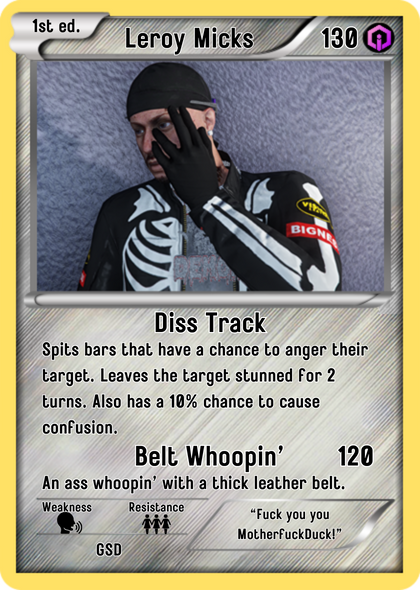 1st ed.
Leroy Micks 130
Diss Track
Spits bars that have a chance to anger their
target. Leaves the target stunned for 2
turns. Also has a 10% chance to cause
confusion.
Belt Whoopin' 120
An ass whoopin' with a thick leather belt.
Weakness Resistance
GSD
“Fuck you you
MotherfuckDuck!”